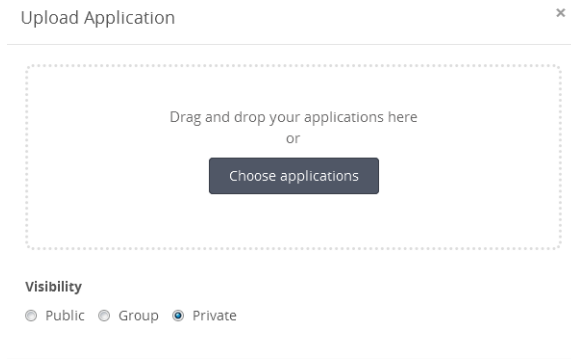 Upload Application ×
Drag and drop your applications here
or
Choose applications
Visibility
Public Group Private